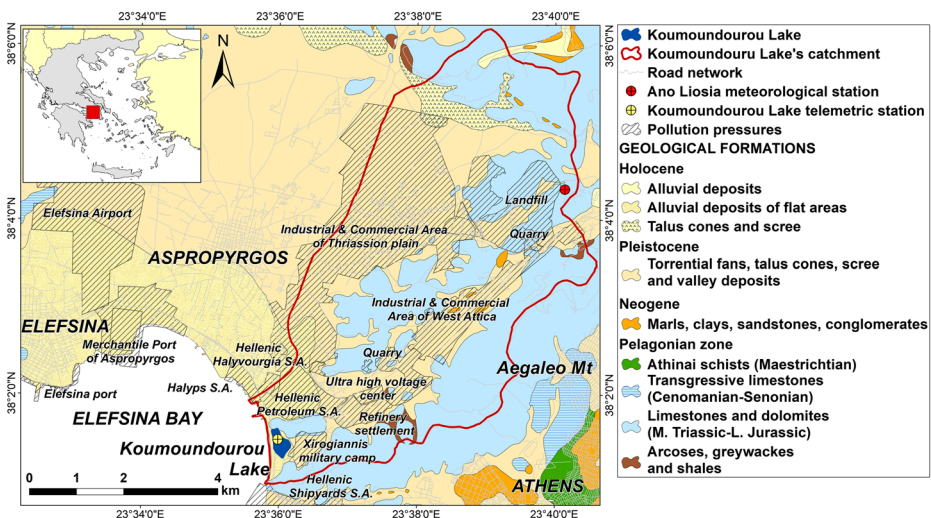 23°34'0"E
23°36'0"E
23°38'0"E
23°40'0"E
38°6'0"N
38°6'0"N
N
Elefsina Airport
Landfill
38°4'0"N
38°4'0"N
Industrial & Commercial Area
of Thriassion plain
Quarry
ASPROPYRGOS
Industrial & Commercial
Area of West Attica
ELEFSINA
Merchantile Port
of Aspropyrgos
Hellenic
Halyvourgia S.A.
Quarry
Aegaleo Mt
Elefsina port
Halyps S.A.
Ultra high voltage
center
38°2'0"N
38°2'0"N
Hellenic
Petroleum S.A.
ELEFSINA BAY
Refinery
settlement
Koumoundourou
Lake
Xirogiannis
military camp
Hellenic
Shipyards S.A.
ATHENS
0 1 2 4
km
23°34'0"E
23°36'0"E
23°38'0"E
23°40'0"E
Koumoundourou Lake
Koumoundouru Lake's catchment
Road network
Ano Liosia meteorological station
Koumoundourou Lake telemetric station
Pollution pressures
GEOLOGICAL FORMATIONS
Holocene
Alluvial deposits
Alluvial deposits of flat areas
Talus cones and scree
Pleistocene
Torrential fans, talus cones, scree
and valley deposits
Neogene
Marls, clays, sandstones, conglomerates
Pelagonian zone
Athinai schists (Maestrichtian)
Transgressive limestones
(Cenomanian-Senonian)
Limestones and dolomites
(M. Triassic-L. Jurassic)
Arcoses, greywackes
and shales